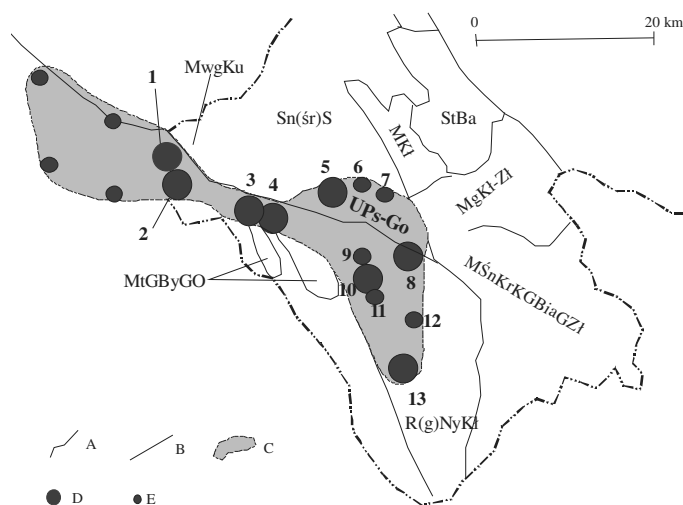 0
20 km
1
MwgKu
Sn(śr)S
StBa
MKł
MgKł-Zł
3
4
5
6
7
UPs-Go
2
9
8
MtGByGO
10
MŚnKrKGBiaGZł
11
12
13
R(g)NyKł
A
B
C
D
E